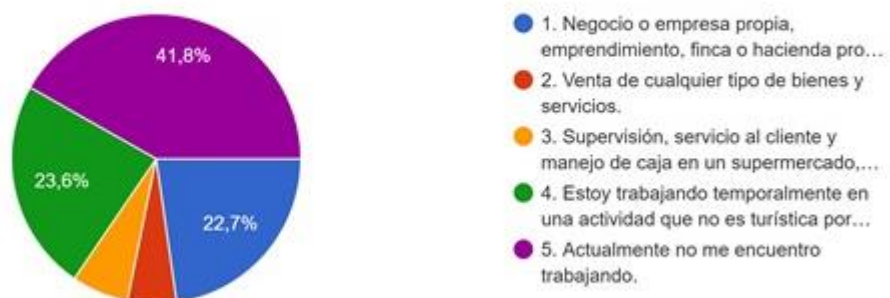 41,8%
23,6%
22,7%
1. Negocio o empresa propia,
emprendimiento, finca o hacienda pro…
2. Venta de cualquier tipo de bienes y
servicios.
3. Supervisión, servicio al cliente y
manejo de caja en un supermercado,…
4. Estoy trabajando temporalmente en
una actividad que no es turística por…
5. Actualmente no me encuentro
trabajando.